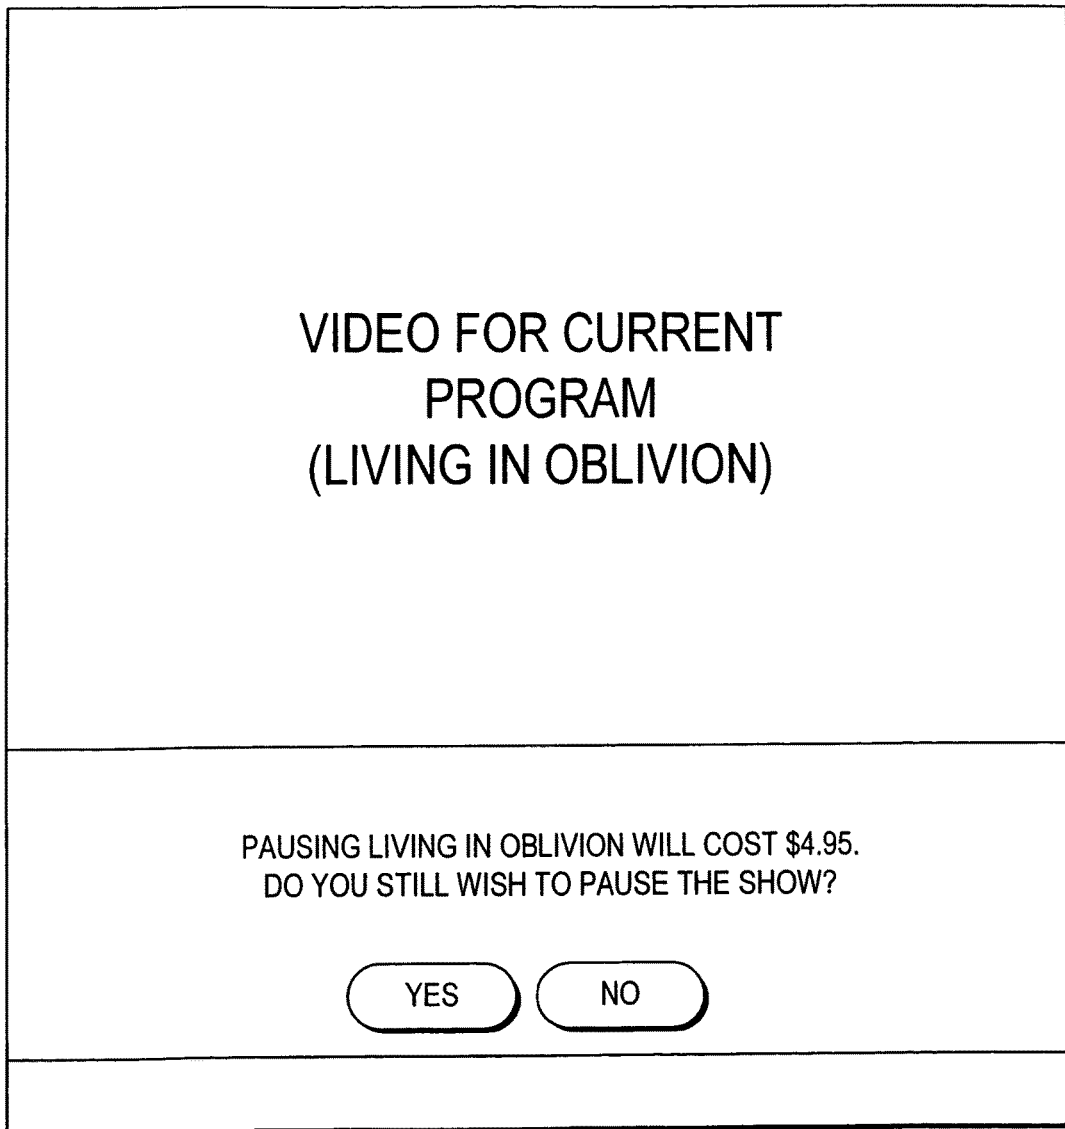 VIDEO FOR CURRENT
PROGRAM
(LIVING IN OBLIVION)
PAUSING LIVING IN OBLIVION WILL COST $4.95.
DO YOU STILL WISH TO PAUSE THE SHOW?
YES NO